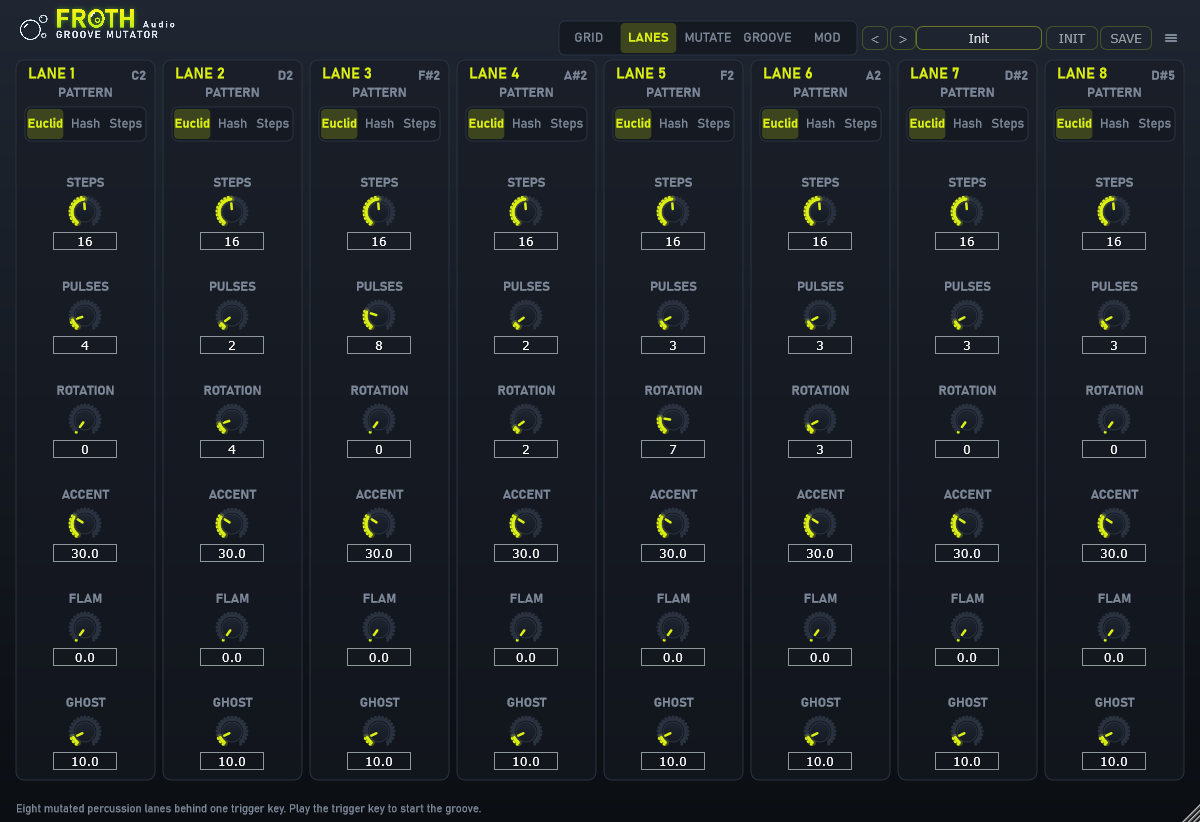 FROTH Audio
GROOVE MUTATOR
GRID LANES MUTATE GROOVE MOD < > Init INIT SAVE
LANE 1 C2 LANE 2 D2 LANE 3 F#2 LANE 4 A#2 LANE 5 F2 LANE 6 A2 LANE 7 D#2 LANE 8 D#5
PATTERN PATTERN PATTERN PATTERN PATTERN PATTERN PATTERN PATTERN
Euclid Hash Steps Euclid Hash Steps Euclid Hash Steps Euclid Hash Steps Euclid Hash Steps Euclid Hash Steps Euclid Hash Steps Euclid Hash Steps
STEPS STEPS STEPS STEPS STEPS STEPS STEPS STEPS
16 16 16 16 16 16 16 16
PULSES PULSES PULSES PULSES PULSES PULSES PULSES PULSES
4 2 8 2 3 3 3 3
ROTATION ROTATION ROTATION ROTATION ROTATION ROTATION ROTATION ROTATION
0 4 0 2 7 3 0 0
ACCENT ACCENT ACCENT ACCENT ACCENT ACCENT ACCENT ACCENT
30.0 30.0 30.0 30.0 30.0 30.0 30.0 30.0
FLAM FLAM FLAM FLAM FLAM FLAM FLAM FLAM
0.0 0.0 0.0 0.0 0.0 0.0 0.0 0.0
GHOST GHOST GHOST GHOST GHOST GHOST GHOST GHOST
10.0 10.0 10.0 10.0 10.0 10.0 10.0 10.0
Eight mutated percussion lanes behind one trigger key. Play the trigger key to start the groove.